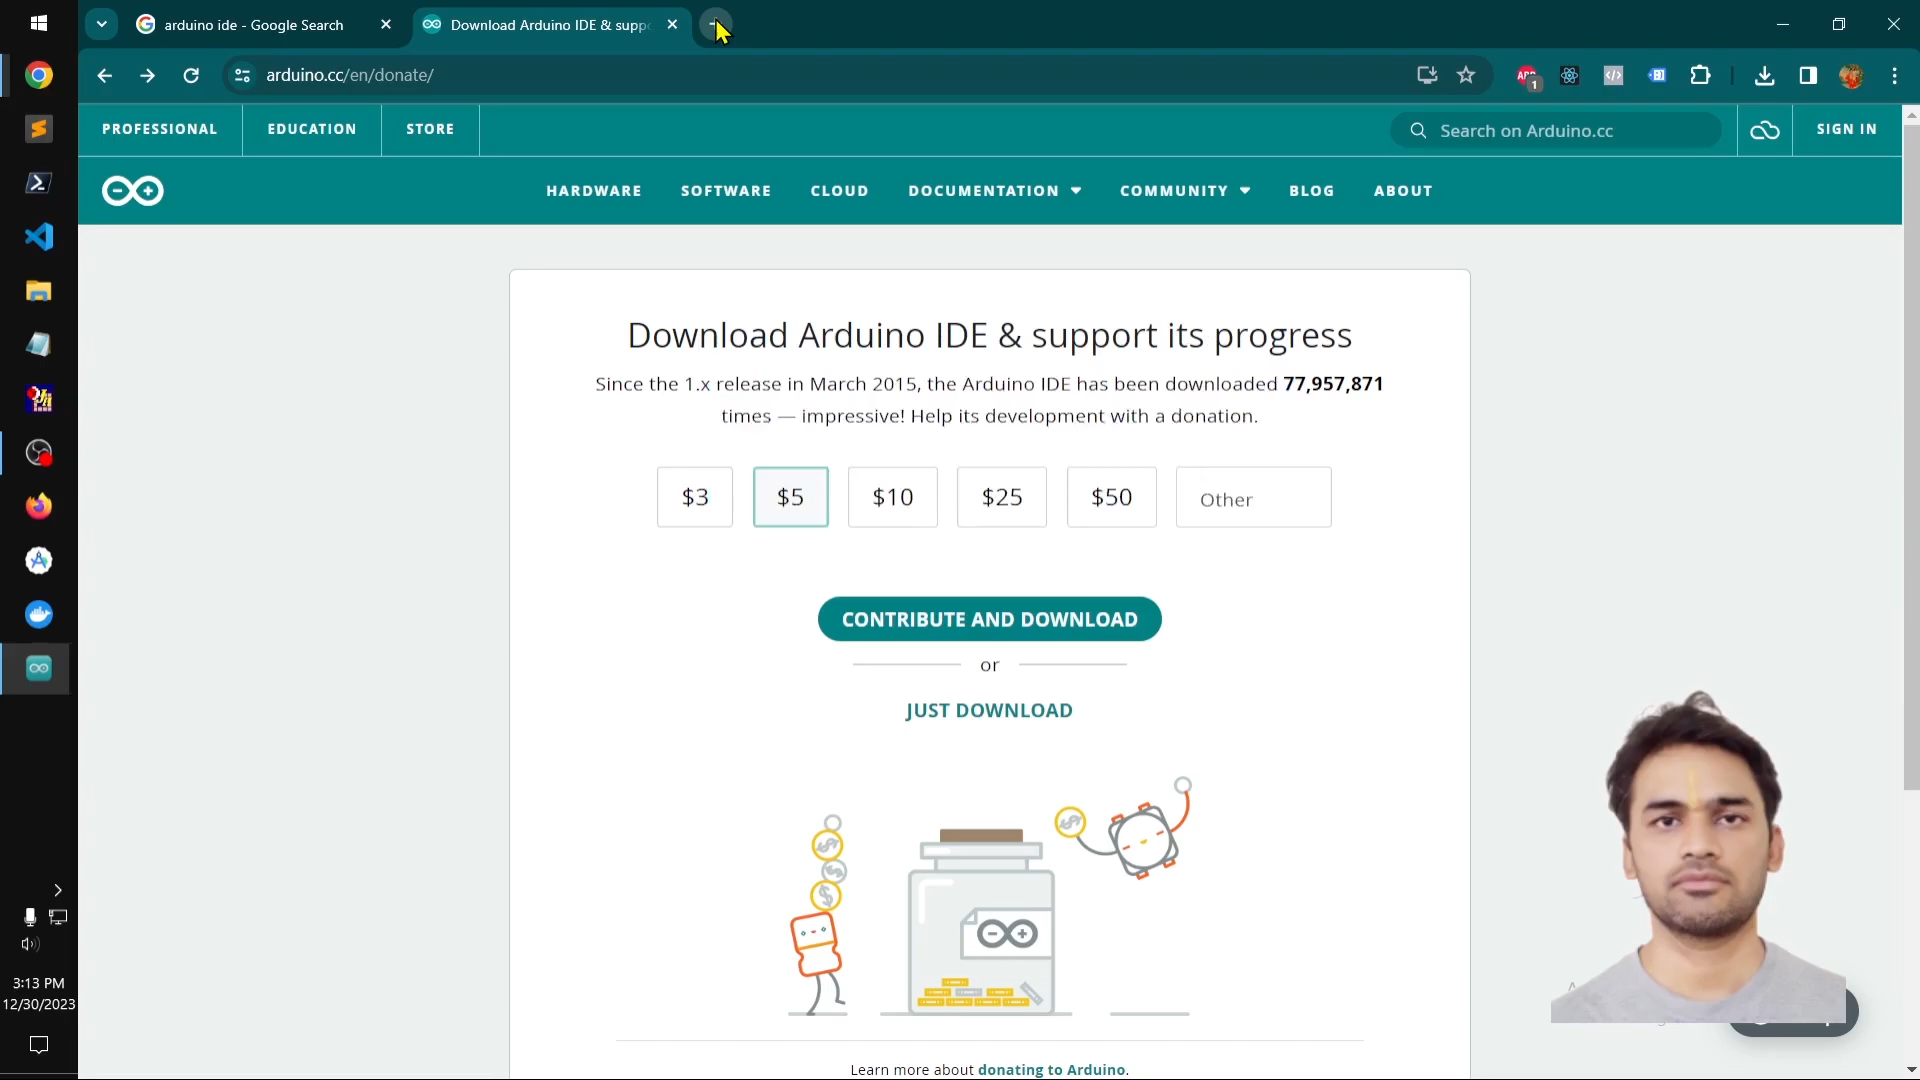 arduino ide - Google Search
Download Arduino IDE & supp
arduino.cc/en/donate/
1
PROFESSIONAL
EDUCATION
STORE
Search on Arduino.cc
SIGN IN
HARDWARE
SOFTWARE
CLOUD
DOCUMENTATION
COMMUNITY
BLOG
ABOUT
Download Arduino IDE & support its progress
Since the 1.x release in March 2015, the Arduino IDE has been downloaded 77,957,871
times — impressive! Help its development with a donation.
$3
$5
$10
$25
$50
Other
CONTRIBUTE AND DOWNLOAD
or
JUST DOWNLOAD
Learn more about donating to Arduino.
3:13 PM
12/30/2023